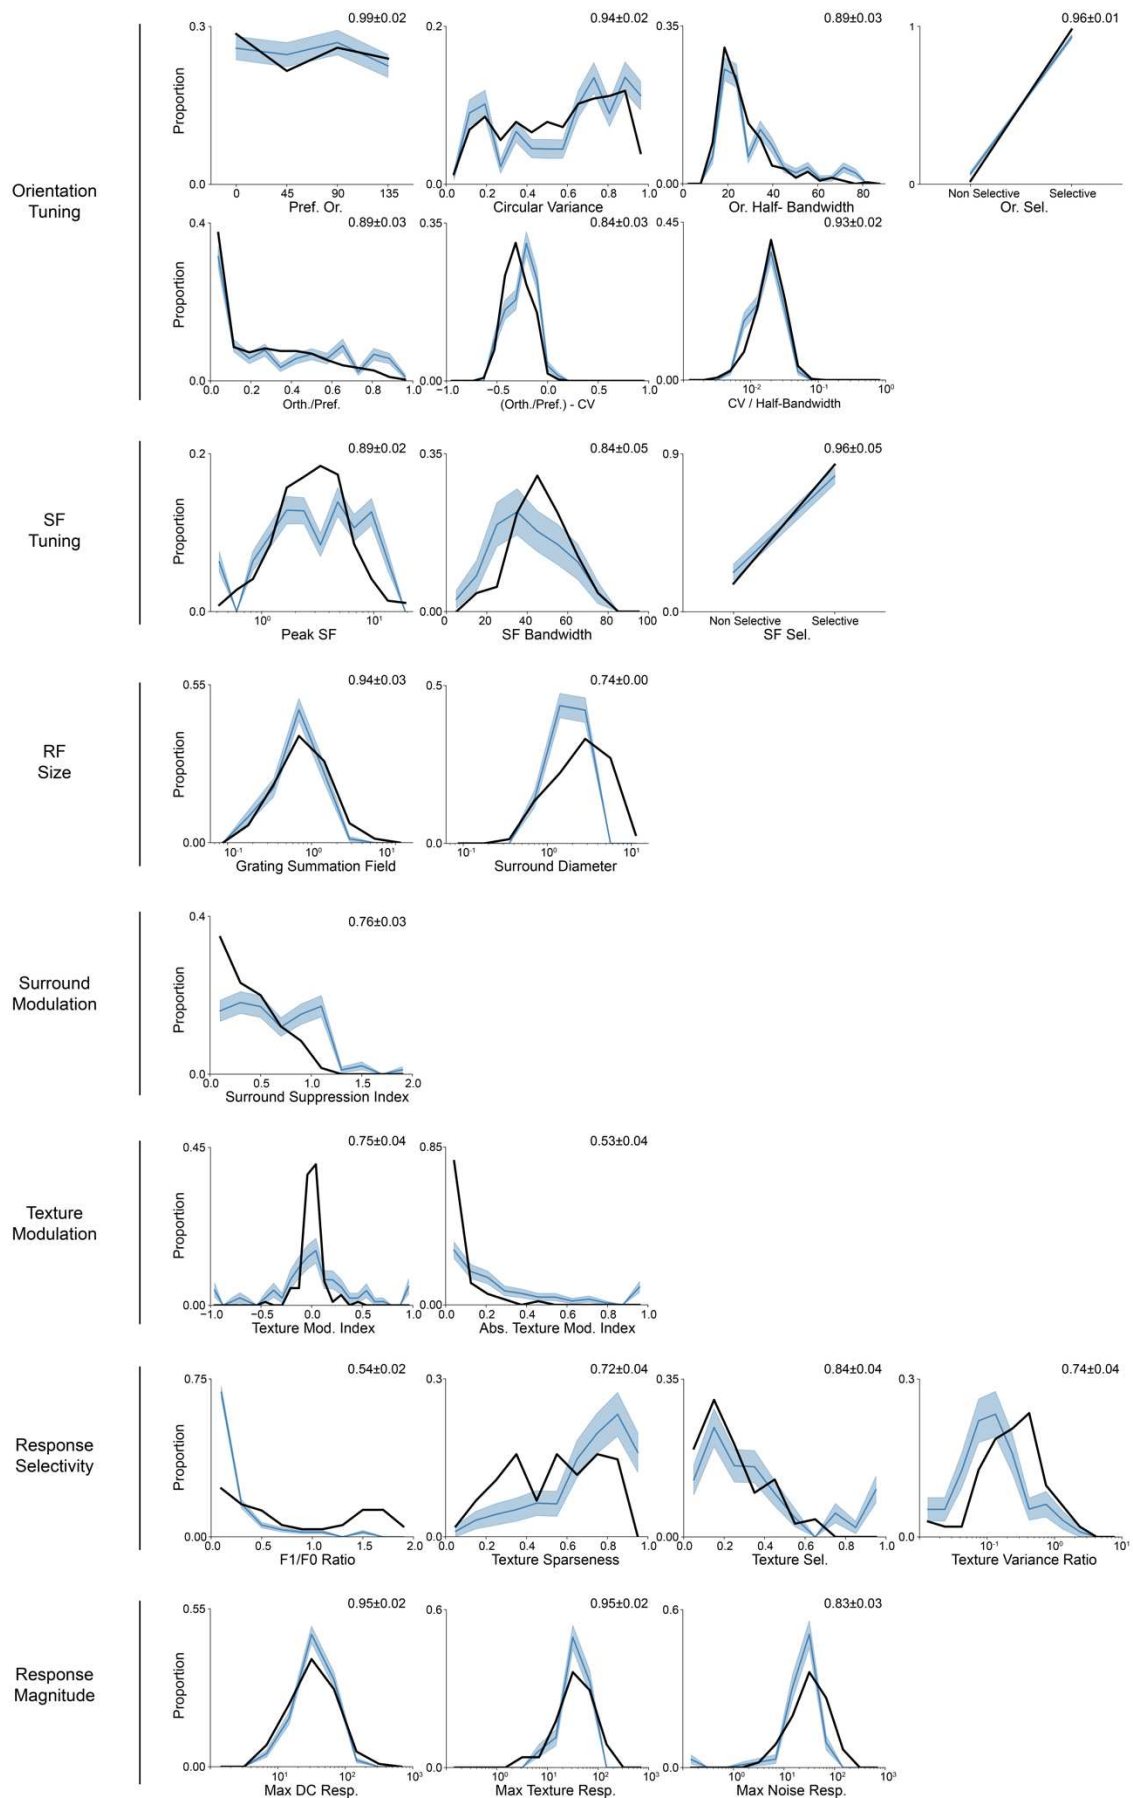 Orientation
Tuning
0.99±0.02
0.3
Proportion
0.0
0 45 90 135
Pref. Or.
0.94±0.02
0.2
0.0
0.0 0.2 0.4 0.6 0.8 1.0
Circular Variance
0.89±0.03
0.35
0.00
0 20 40 60 80
Or. Half- Bandwidth
0.96±0.01
1
0
Non Selective Selective
Or. Sel.
0.89±0.03
0.4
Proportion
0.0
0.0 0.2 0.4 0.6 0.8 1.0
Orth./Pref.
0.84±0.03
0.35
0.00
−1.0 −0.5 0.0 0.5 1.0
(Orth./Pref.) - CV
0.93±0.02
0.45
0.00
10-2 10-1 100
CV / Half-Bandwidth
SF
Tuning
0.89±0.02
0.2
Proportion
0.0
100 101
Peak SF
0.84±0.05
0.35
0.00
0 20 40 60 80 100
SF Bandwidth
0.96±0.05
0.9
0.0
Non Selective Selective
SF Sel.
RF
Size
0.94±0.03
0.55
Proportion
0.00
10-1 100 101
Grating Summation Field
0.74±0.00
0.5
0.0
10-1 100 101
Surround Diameter
Surround
Modulation
0.76±0.03
0.4
Proportion
0.0
0.0 0.5 1.0 1.5 2.0
Surround Suppression Index
Texture
Modulation
0.75±0.04
0.45
Proportion
0.00
−1.0 −0.5 0.0 0.5 1.0
Texture Mod. Index
0.53±0.04
0.85
0.00
0.0 0.2 0.4 0.6 0.8 1.0
Abs. Texture Mod. Index
Response
Selectivity
0.54±0.02
0.75
Proportion
0.00
0.0 0.5 1.0 1.5 2.0
F1/F0 Ratio
0.72±0.04
0.3
0.0
0.0 0.2 0.4 0.6 0.8 1.0
Texture Sparseness
0.84±0.04
0.35
0.00
0.0 0.2 0.4 0.6 0.8 1.0
Texture Sel.
0.74±0.04
0.3
0.0
10-1 100 101
Texture Variance Ratio
Response
Magnitude
0.95±0.02
0.55
Proportion
0.00
101 102 103
Max DC Resp.
0.95±0.02
0.6
0.0
100 101 102 103
Max Texture Resp.
0.83±0.03
0.6
0.0
100 101 102 103
Max Noise Resp.